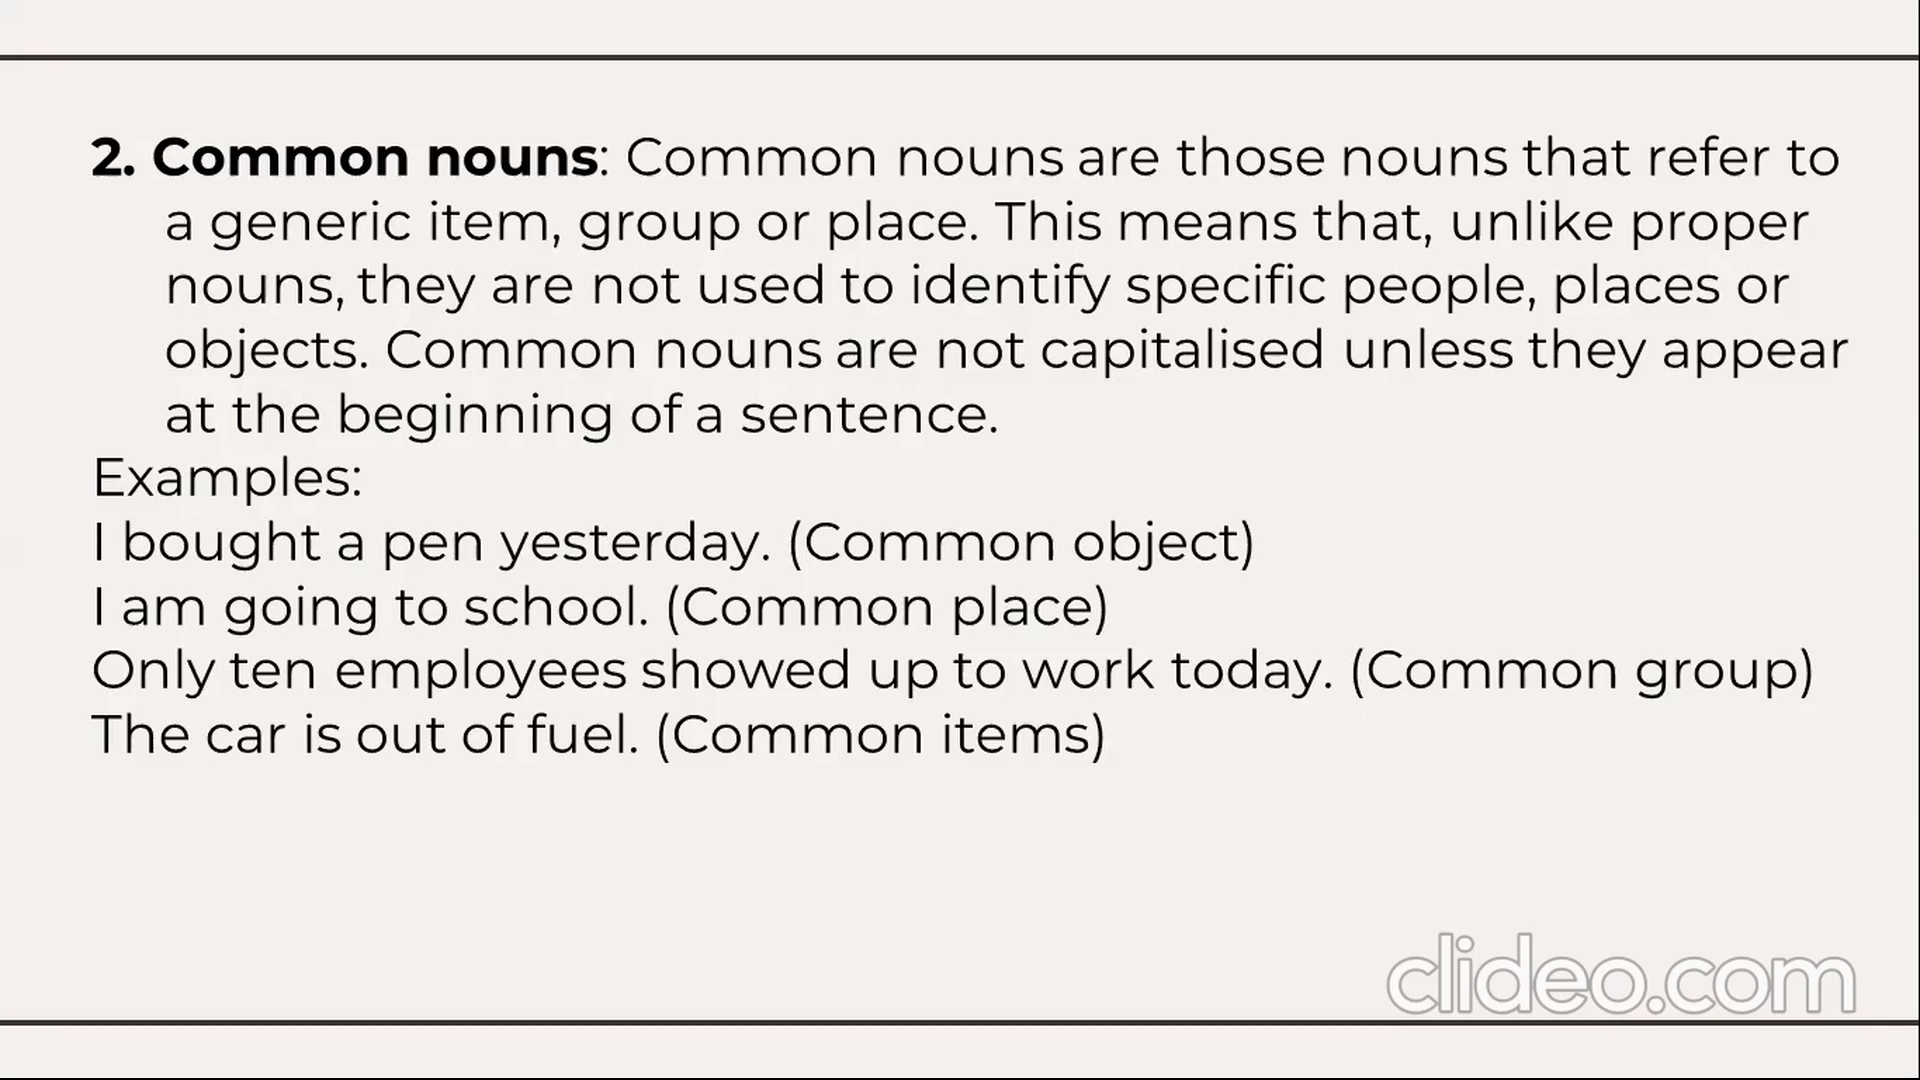 2. Common nouns: Common nouns are those nouns that refer to
a generic item, group or place. This means that, unlike proper
nouns, they are not used to identify specific people, places or
objects. Common nouns are not capitalised unless they appear
at the beginning of a sentence.
Examples:
I bought a pen yesterday. (Common object)
I am going to school. (Common place)
Only ten employees showed up to work today. (Common group)
The car is out of fuel. (Common items)
clideo.com